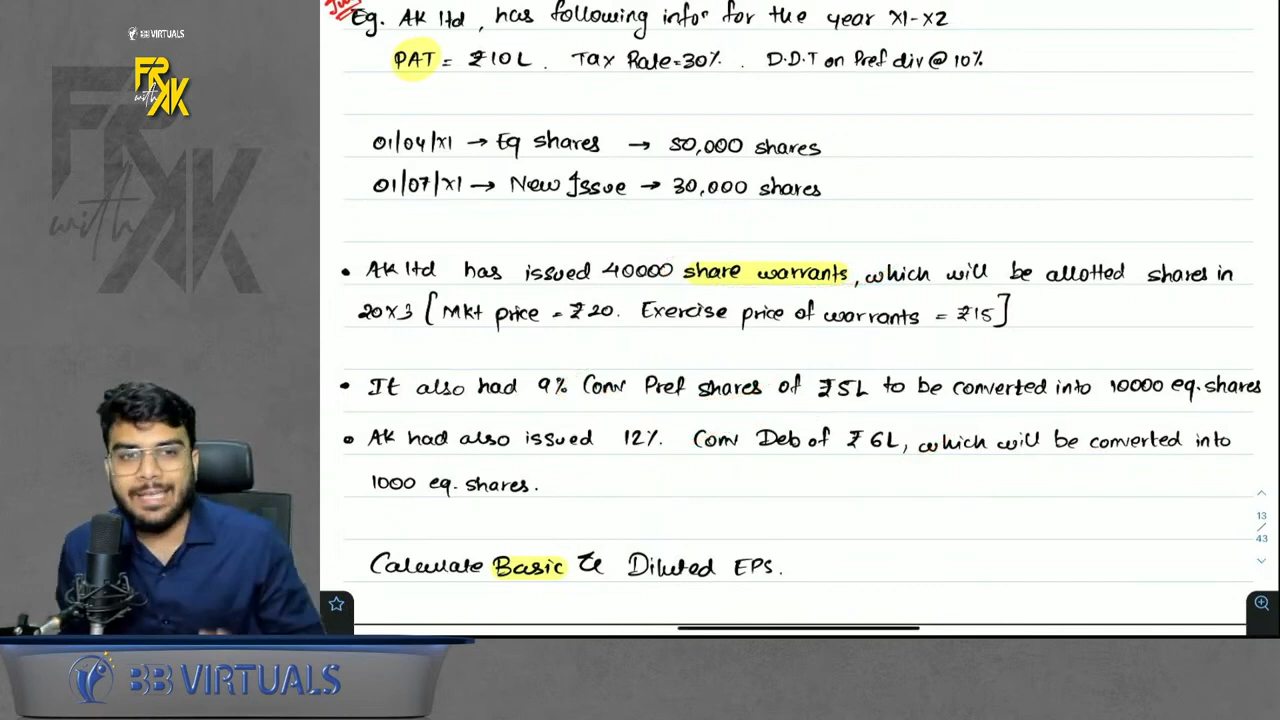 Eg. AK ltd, has following infoʳ for the year X1-X2
PAT = ₹10L. Tax Rate=30%. D.D.T on Pref div @ 10%
01/04/X1 → Eq shares → 50,000 shares
01/07/X1 → New Issue → 30,000 shares
• AK ltd has issued 40000 share warrants, which will be allotted shares in
20X3 [Mkt price = ₹20. Exercise price of warrants = ₹15]
• It also had 9% Conv Pref shares of ₹5L to be converted into 10000 eq. shares
• AK had also issued 12% Conv Deb of ₹6L, which will be converted into
1000 eq. shares.
Calculate Basic & Diluted EPS.
BB VIRTUALS
FR with AK
FR with AK
13
/
43
BB VIRTUALS